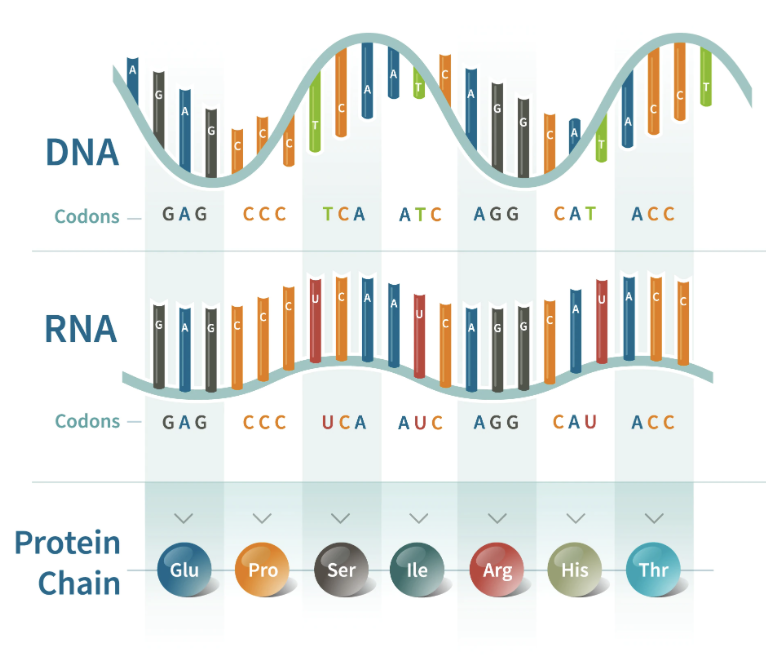 A G A G C C C T C A A T C A G G C A T A C C T
DNA
Codons
GAG CCC TCA ATC AGG CAT ACC
G A G C C C U C A A U C A G G C A U A C C
RNA
Codons
GAG CCC UCA AUC AGG CAU ACC
Protein
Chain
Glu Pro Ser Ile Arg His Thr